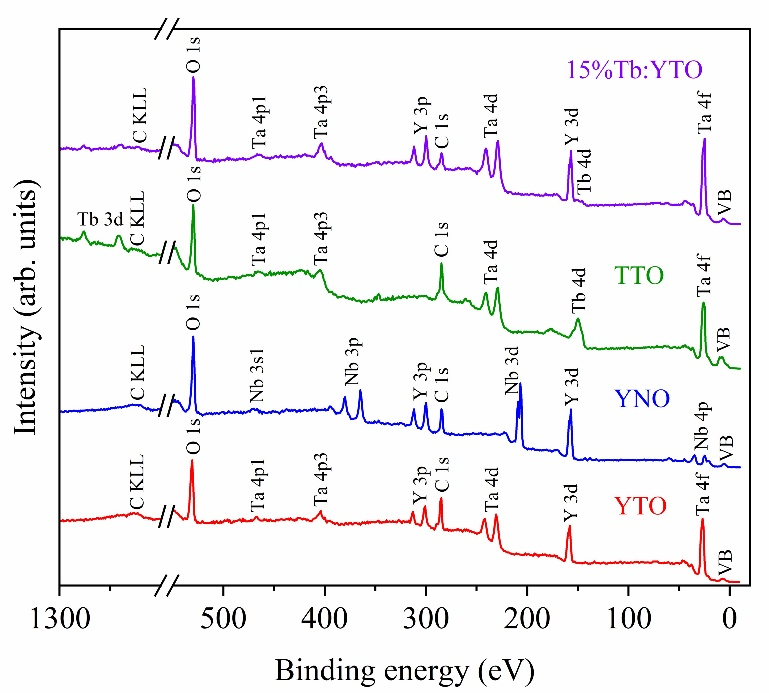 15%Tb:YTO
C KLL
O 1s
Ta 4p1
Ta 4p3
Y 3p
C 1s
Ta 4d
Y 3d
Tb 4d
Ta 4f
VB
TTO
Tb 3d
C KLL
O 1s
Ta 4p1
Ta 4p3
C 1s
Ta 4d
Tb 4d
Ta 4f
VB
YNO
C KLL
O 1s
Nb 3s1
Nb 3p
Y 3p
C 1s
Nb 3d
Y 3d
Nb 4p
VB
YTO
C KLL
O 1s
Ta 4p1
Ta 4p3
Y 3p
C 1s
Ta 4d
Y 3d
Ta 4f
VB
Intensity (arb. units)
1300 500 400 300 200 100 0
Binding energy (eV)